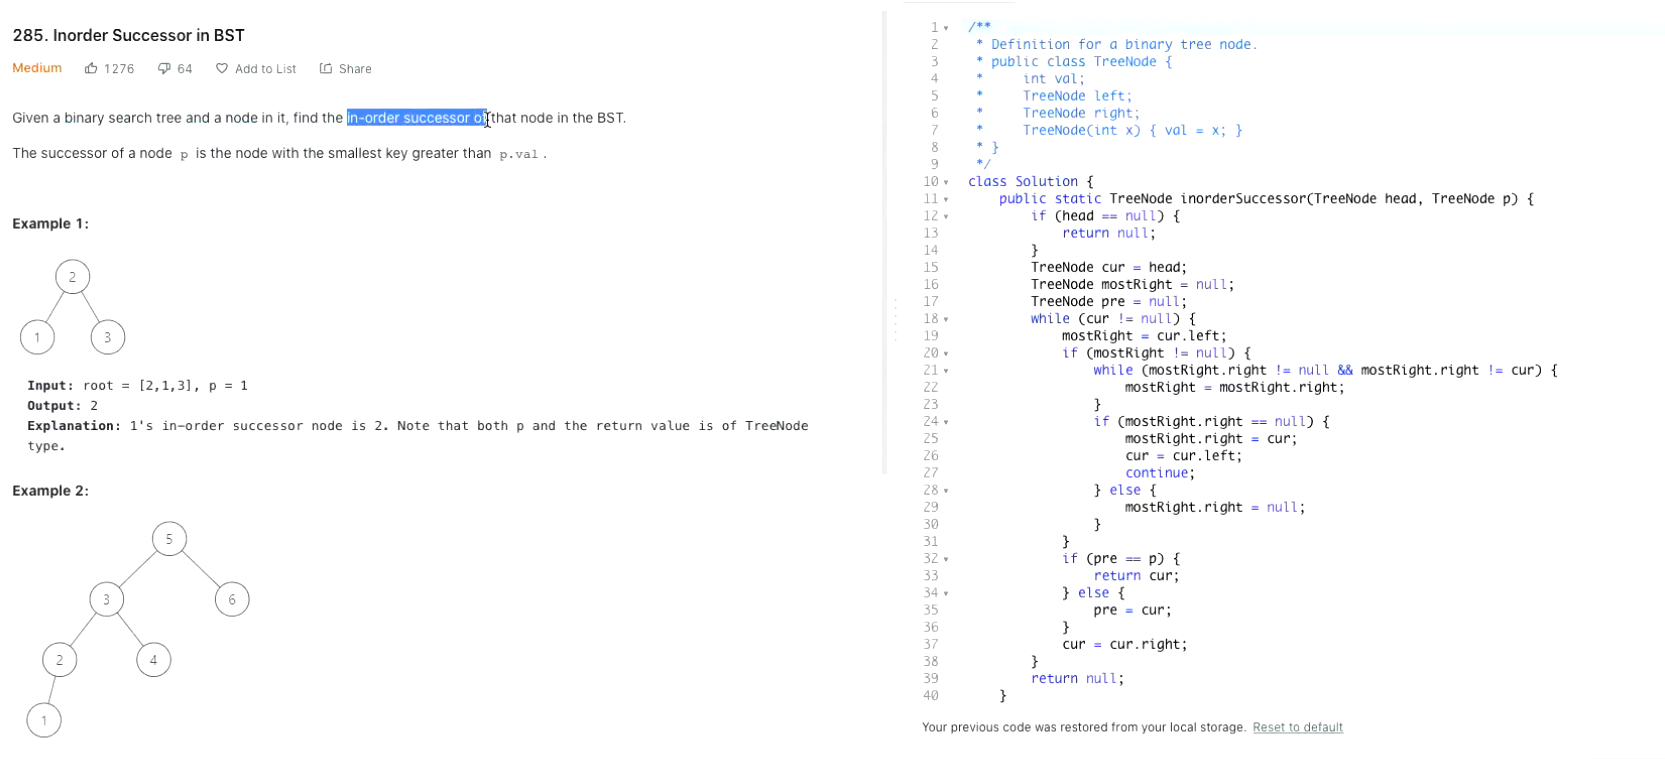 285. Inorder Successor in BST
Medium 1276 64 Add to List Share
Given a binary search tree and a node in it, find the in-order successor of that node in the BST.
The successor of a node p is the node with the smallest key greater than p.val .
Example 1:
2
1 3
Input: root = [2,1,3], p = 1
Output: 2
Explanation: 1's in-order successor node is 2. Note that both p and the return value is of TreeNode
type.
Example 2:
5
3 6
2 4
1
1 /**
2  * Definition for a binary tree node.
3  * public class TreeNode {
4  *     int val;
5  *     TreeNode left;
6  *     TreeNode right;
7  *     TreeNode(int x) { val = x; }
8  * }
9  */
10 class Solution {
11     public static TreeNode inorderSuccessor(TreeNode head, TreeNode p) {
12         if (head == null) {
13             return null;
14         }
15         TreeNode cur = head;
16         TreeNode mostRight = null;
17         TreeNode pre = null;
18         while (cur != null) {
19             mostRight = cur.left;
20             if (mostRight != null) {
21                 while (mostRight.right != null && mostRight.right != cur) {
22                     mostRight = mostRight.right;
23                 }
24                 if (mostRight.right == null) {
25                     mostRight.right = cur;
26                     cur = cur.left;
27                     continue;
28                 } else {
29                     mostRight.right = null;
30                 }
31             }
32             if (pre == p) {
33                 return cur;
34             } else {
35                 pre = cur;
36             }
37             cur = cur.right;
38         }
39         return null;
40     }
Your previous code was restored from your local storage. Reset to default